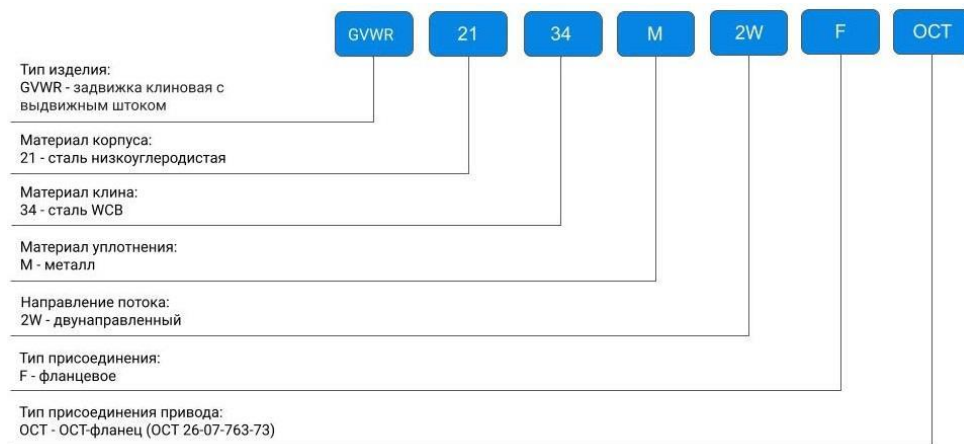 GVWR 21 34 M 2W F ОСТ
Тип изделия:
GVWR - задвижка клиновая с
выдвижным штоком
Материал корпуса:
21 - сталь низкоуглеродистая
Материал клина:
34 - сталь WCB
Материал уплотнения:
М - металл
Направление потока:
2W - двунаправленный
Тип присоединения:
F - фланцевое
Тип присоединения привода:
ОСТ - ОСТ-фланец (ОСТ 26-07-763-73)